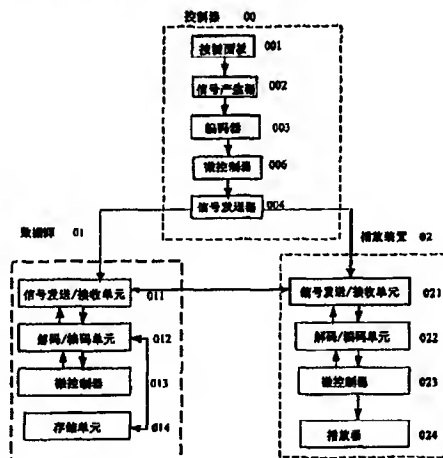 控制器 00
控制面板 001
信号产生器 002
编码器 003
微控制器 006
信号发送器 004
数据源 01
播放装置 02
信号发送/接收单元 011
解码/编码单元 012
微控制器 013
存储单元 014
信号发送/接收单元 021
解码/编码单元 022
微控制器 023
播放器 024